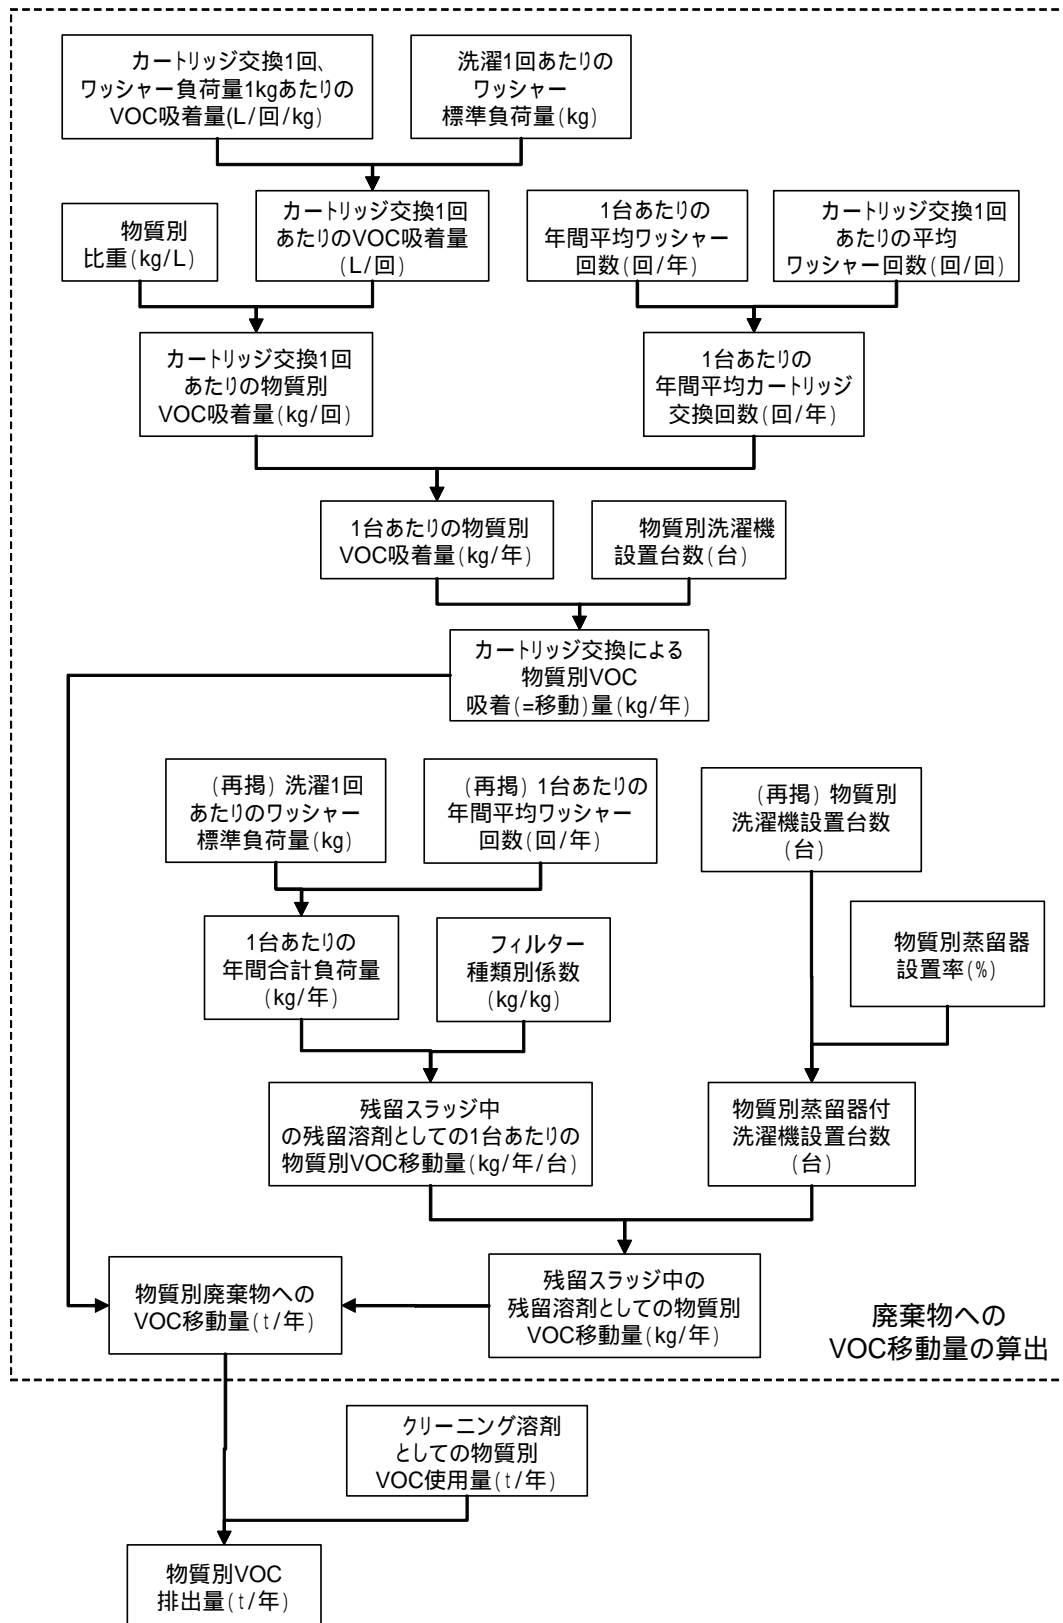 カートリッジ交換1回、
ワッシャー負荷量1kgあたりの
VOC吸着量(L/回/kg)
洗濯1回あたりの
ワッシャー
標準負荷量(kg)
物質別
比重(kg/L)
カートリッジ交換1回
あたりのVOC吸着量
(L/回)
1台あたりの
年間平均ワッシャー
回数(回/年)
カートリッジ交換1回
あたりの平均
ワッシャー回数(回/回)
カートリッジ交換1回
あたりの物質別
VOC吸着量(kg/回)
1台あたりの
年間平均カートリッジ
交換回数(回/年)
1台あたりの物質別
VOC吸着量(kg/年)
物質別洗濯機
設置台数(台)
カートリッジ交換による
物質別VOC
吸着(=移動)量(kg/年)
(再掲) 洗濯1回
あたりのワッシャー
標準負荷量(kg)
(再掲) 1台あたりの
年間平均ワッシャー
回数(回/年)
(再掲) 物質別
洗濯機設置台数
(台)
1台あたりの
年間合計負荷量
(kg/年)
フィルター
種類別係数
(kg/kg)
物質別蒸留器
設置率(%)
残留スラッジ中
の残留溶剤としての1台あたりの
物質別VOC移動量(kg/年/台)
物質別蒸留器付
洗濯機設置台数
(台)
物質別廃棄物への
VOC移動量(t/年)
残留スラッジ中の
残留溶剤としての物質別
VOC移動量(kg/年)
廃棄物への
VOC移動量の算出
クリーニング溶剤
としての物質別
VOC使用量(t/年)
物質別VOC
排出量(t/年)